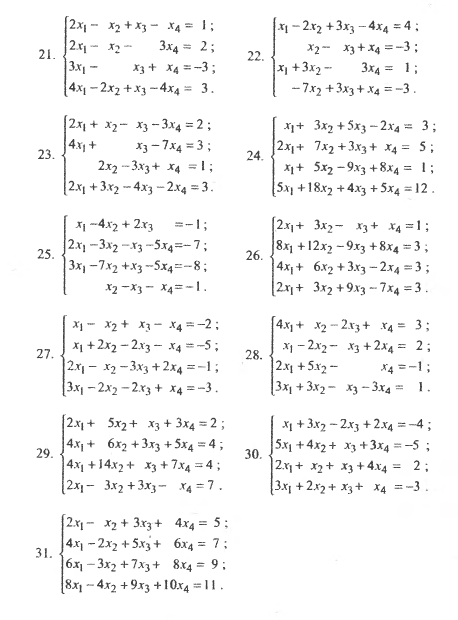 21. 2x₁ − x₂ + x₃ − x₄ = 1;
2x₁ − x₂ − 3x₄ = 2;
3x₁ − x₃ + x₄ = −3;
4x₁ − 2x₂ + x₃ − 4x₄ = 3.
22. x₁ − 2x₂ + 3x₃ − 4x₄ = 4;
x₂ − x₃ + x₄ = −3;
x₁ + 3x₂ − 3x₄ = 1;
−7x₂ + 3x₃ + x₄ = −3.
23. 2x₁ + x₂ − x₃ − 3x₄ = 2;
4x₁ + x₃ − 7x₄ = 3;
2x₂ − 3x₃ + x₄ = 1;
2x₁ + 3x₂ − 4x₃ − 2x₄ = 3.
24. x₁ + 3x₂ + 5x₃ − 2x₄ = 3;
2x₁ + 7x₂ + 3x₃ + x₄ = 5;
x₁ + 5x₂ − 9x₃ + 8x₄ = 1;
5x₁ + 18x₂ + 4x₃ + 5x₄ = 12.
25. x₁ − 4x₂ + 2x₃ = −1;
2x₁ − 3x₂ − x₃ − 5x₄ = −7;
3x₁ − 7x₂ + x₃ − 5x₄ = −8;
x₂ − x₃ − x₄ = −1.
26. 2x₁ + 3x₂ − x₃ + x₄ = 1;
8x₁ + 12x₂ − 9x₃ + 8x₄ = 3;
4x₁ + 6x₂ + 3x₃ − 2x₄ = 3;
2x₁ + 3x₂ + 9x₃ − 7x₄ = 3.
27. x₁ − x₂ + x₃ − x₄ = −2;
x₁ + 2x₂ − 2x₃ − x₄ = −5;
2x₁ − x₂ − 3x₃ + 2x₄ = −1;
3x₁ − 2x₂ − 2x₃ + x₄ = −3.
28. 4x₁ + x₂ − 2x₃ + x₄ = 3;
x₁ − 2x₂ − x₃ + 2x₄ = 2;
2x₁ + 5x₂ − x₄ = −1;
3x₁ + 3x₂ − x₃ − 3x₄ = 1.
29. 2x₁ + 5x₂ + x₃ + 3x₄ = 2;
4x₁ + 6x₂ + 3x₃ + 5x₄ = 4;
4x₁ + 14x₂ + x₃ + 7x₄ = 4;
2x₁ − 3x₂ + 3x₃ − x₄ = 7.
30. x₁ + 3x₂ − 2x₃ + 2x₄ = −4;
5x₁ + 4x₂ + x₃ + 3x₄ = −5;
2x₁ + x₂ + x₃ + 4x₄ = 2;
3x₁ + 2x₂ + x₃ + x₄ = −3.
31. 2x₁ − x₂ + 3x₃ + 4x₄ = 5;
4x₁ − 2x₂ + 5x₃ + 6x₄ = 7;
6x₁ − 3x₂ + 7x₃ + 8x₄ = 9;
8x₁ − 4x₂ + 9x₃ + 10x₄ = 11.